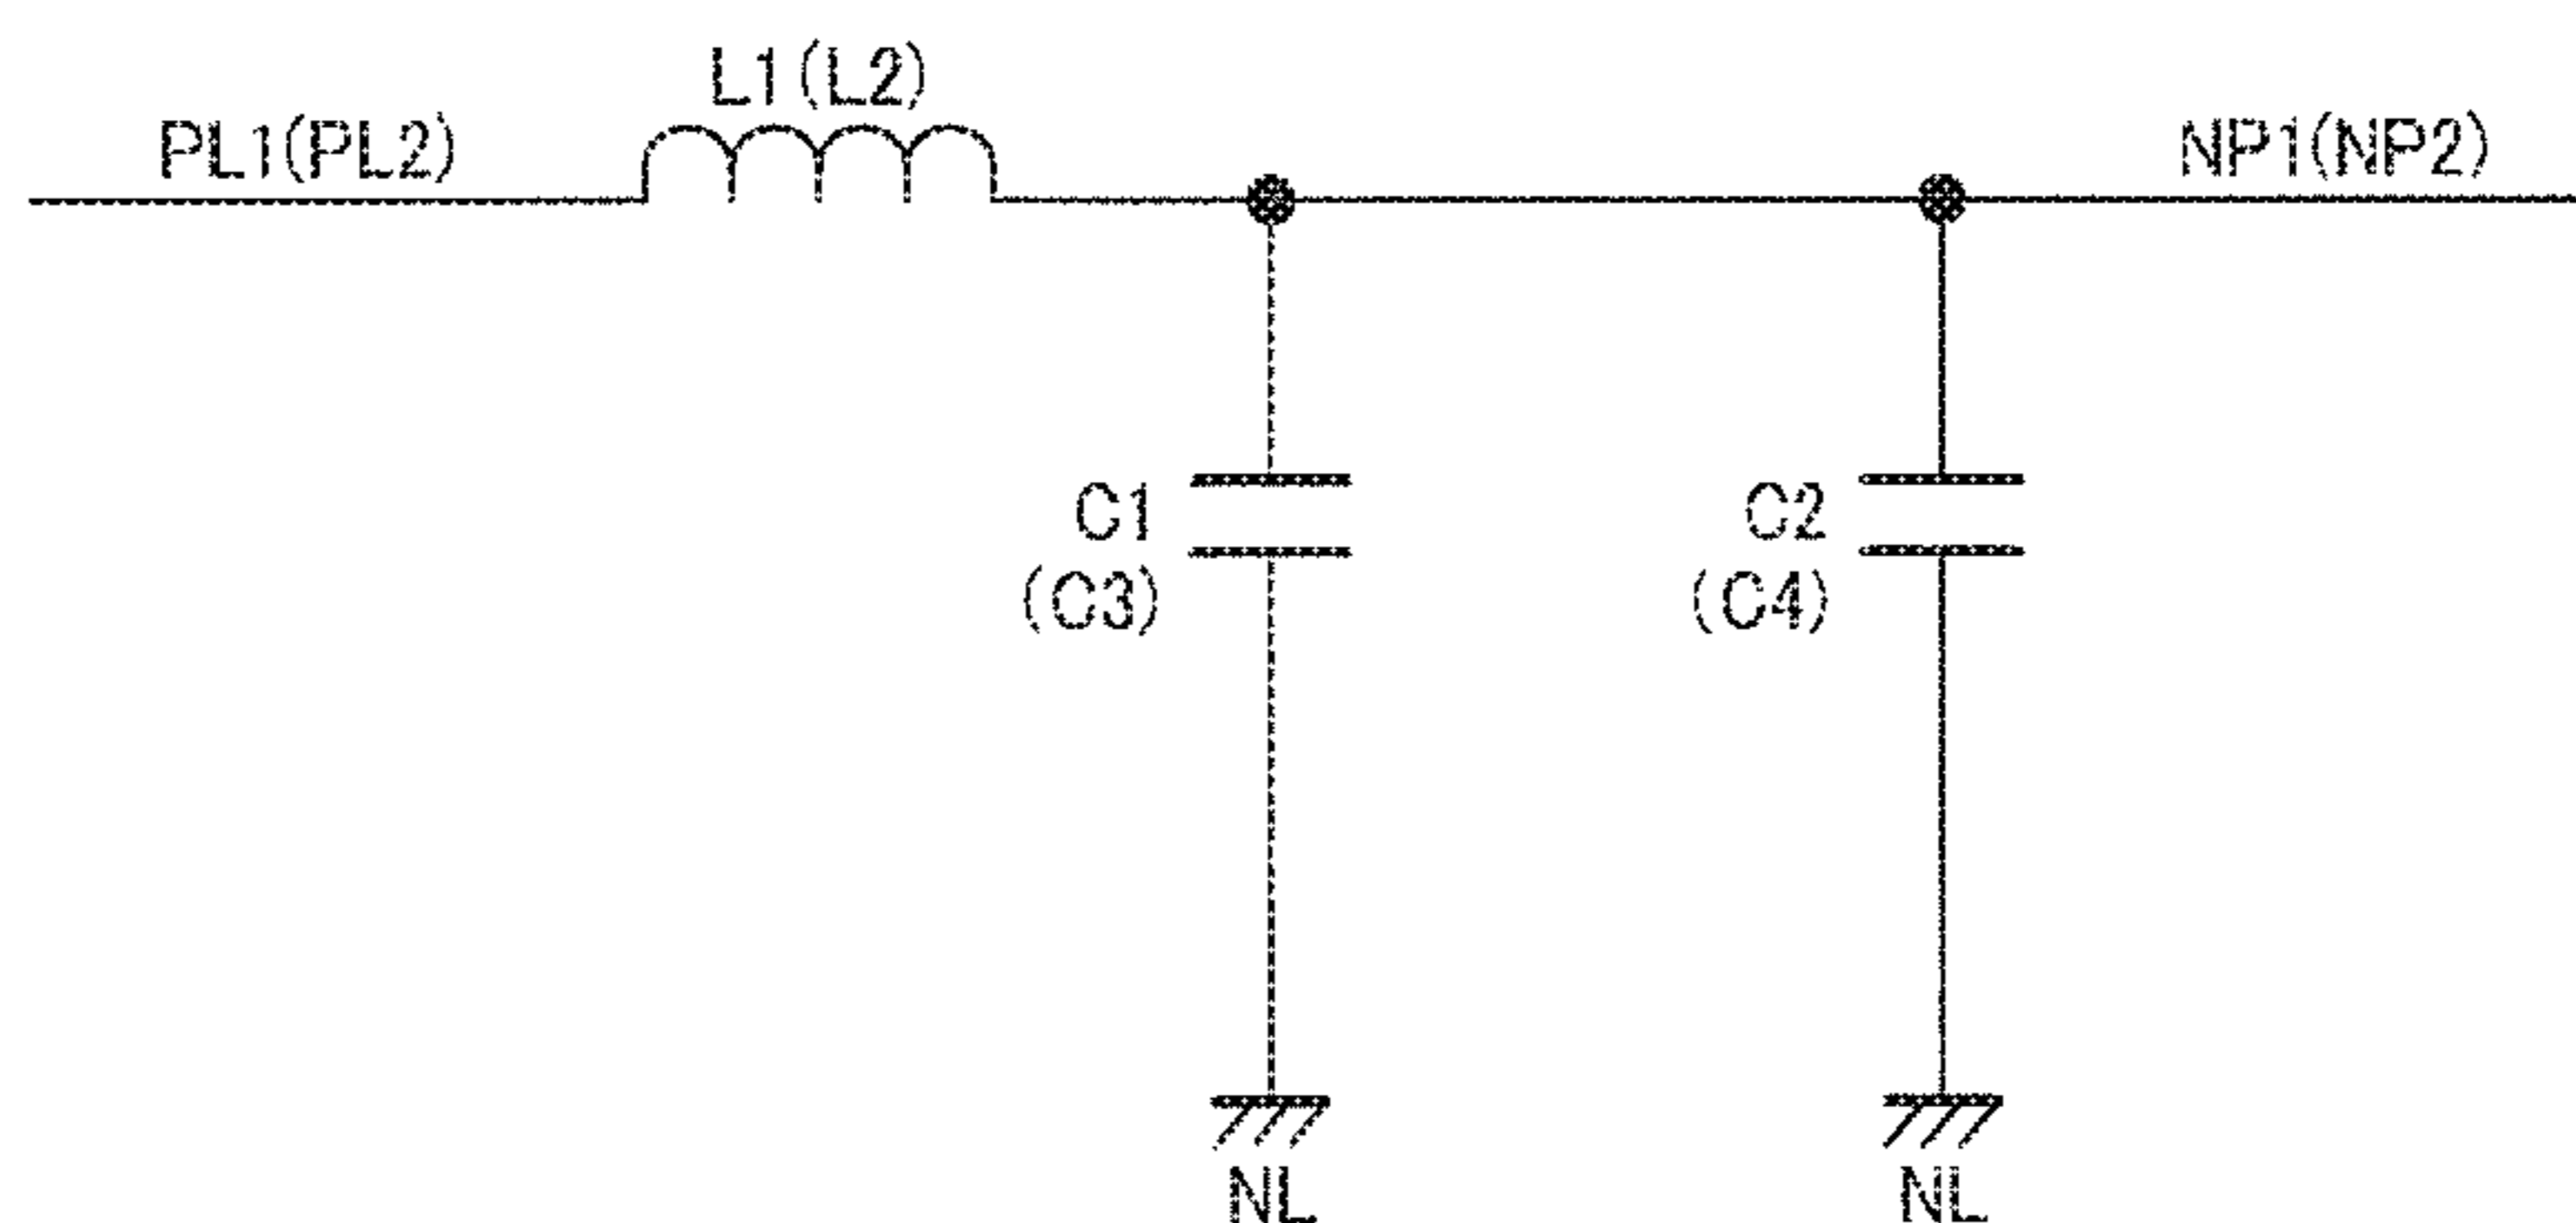 L1(L2)
PL1(PL2)
NP1(NP2)
C1
(C3)
C2
(C4)
NL
NL